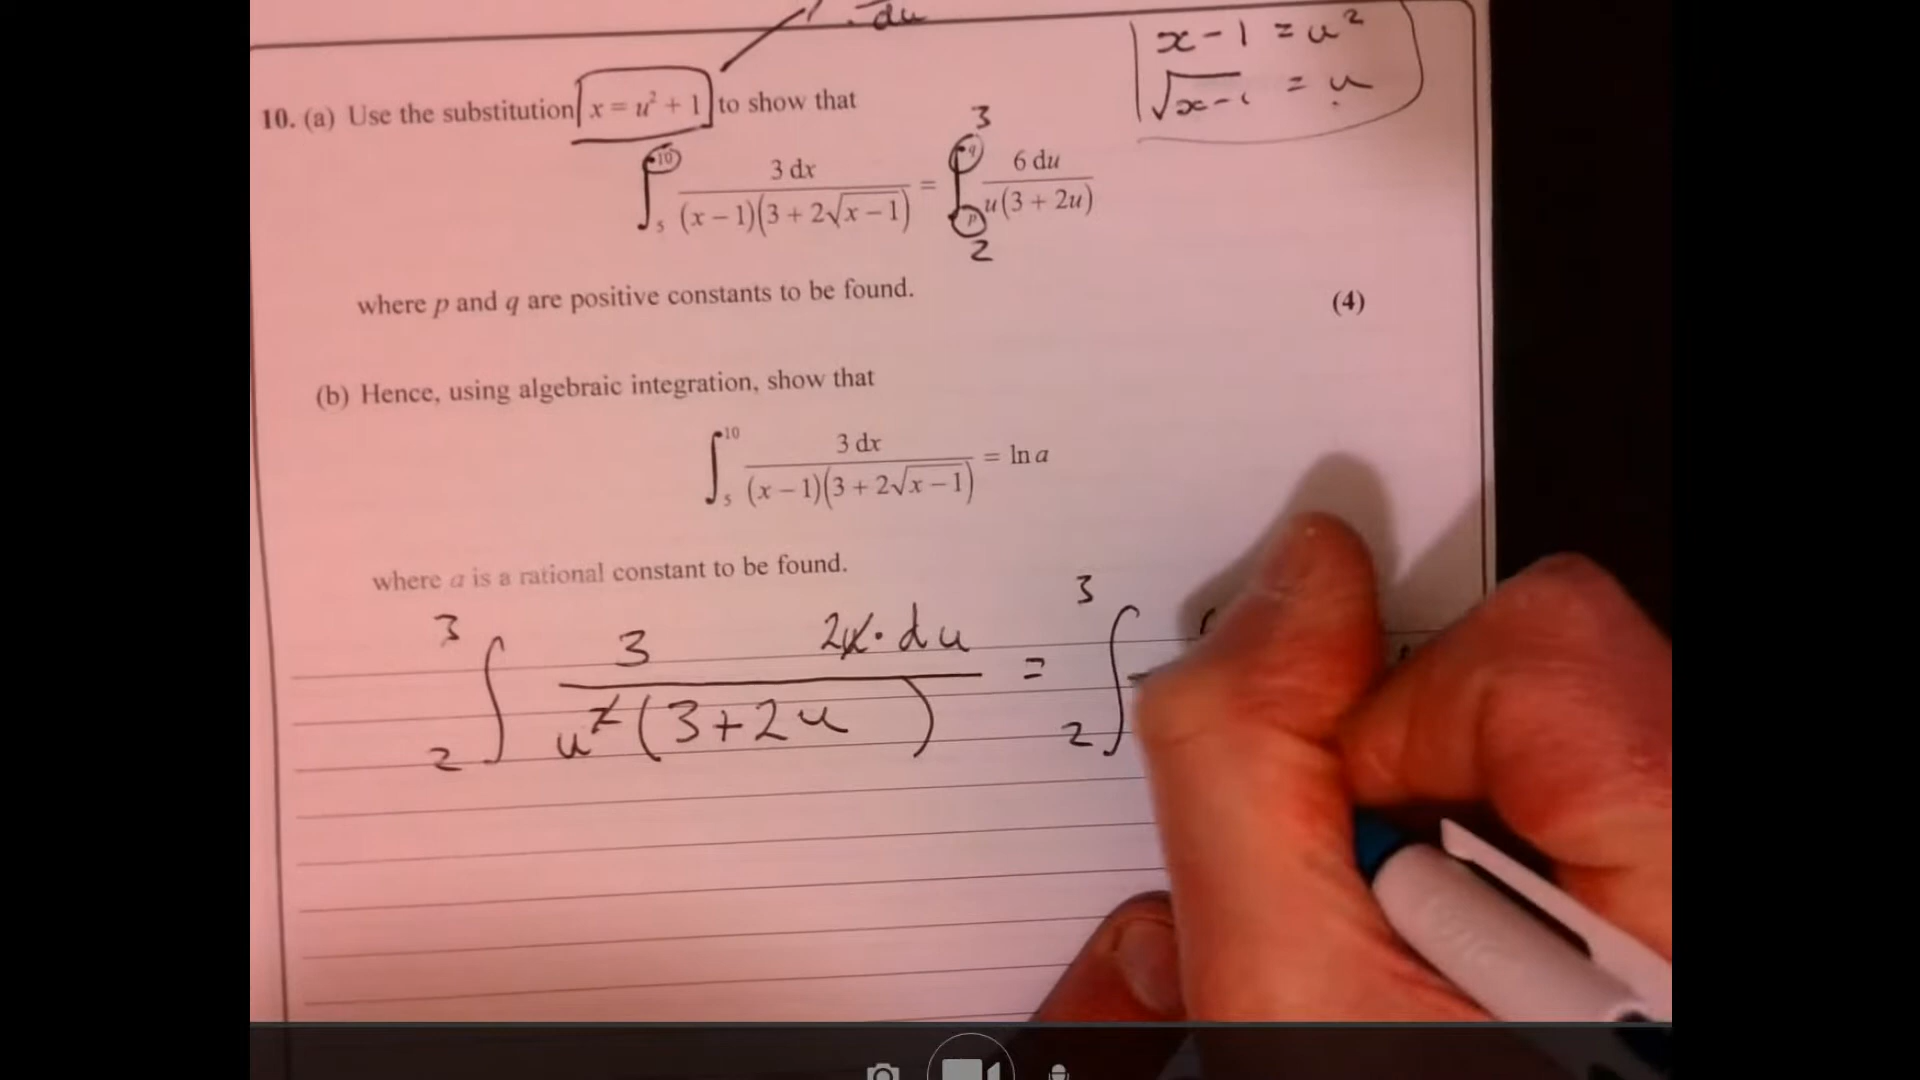 du
x - 1 = u²
√x-1 = u
10. (a) Use the substitution x = u² + 1 to show that
3
∫₅¹⁰ 3 dx / (x – 1)(3 + 2√x – 1) = ∫ₚ^q 6 du / u(3 + 2u)
2
where p and q are positive constants to be found.
(4)
(b) Hence, using algebraic integration, show that
∫₅¹⁰ 3 dx / (x – 1)(3 + 2√x – 1) = ln a
where a is a rational constant to be found.
∫₂³ 3 2u · du / u²(3+2u) = ∫₂³